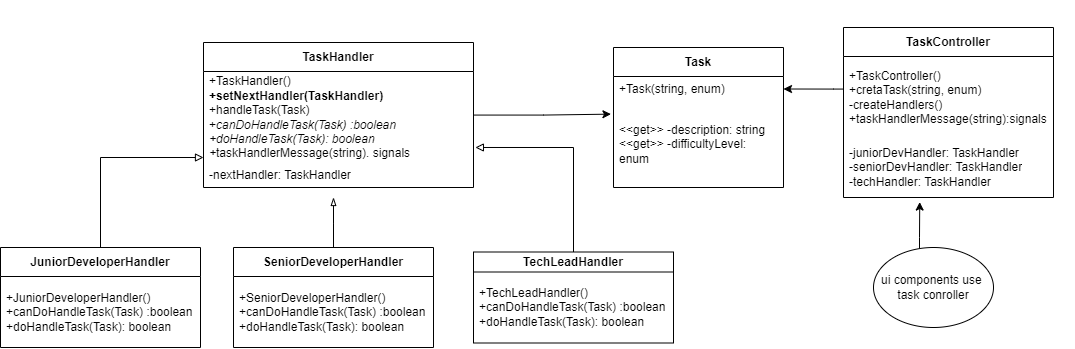 TaskHandler
+TaskHandler()
+setNextHandler(TaskHandler)
+handleTask(Task)
+canDoHandleTask(Task) :boolean
+doHandleTask(Task): boolean
+taskHandlerMessage(string). signals
-nextHandler: TaskHandler
Task
+Task(string, enum)
<<get>> -description: string
<<get>> -difficultyLevel:
enum
TaskController
+TaskController()
+cretaTask(string, enum)
-createHandlers()
+taskHandlerMessage(string):signals
-juniorDevHandler: TaskHandler
-seniorDevHandler: TaskHandler
-techHandler: TaskHandler
JuniorDeveloperHandler
+JuniorDeveloperHandler()
+canDoHandleTask(Task) :boolean
+doHandleTask(Task): boolean
SeniorDeveloperHandler
+SeniorDeveloperHandler()
+canDoHandleTask(Task) :boolean
+doHandleTask(Task): boolean
TechLeadHandler
+TechLeadHandler()
+canDoHandleTask(Task) :boolean
+doHandleTask(Task): boolean
ui components use
task conroller